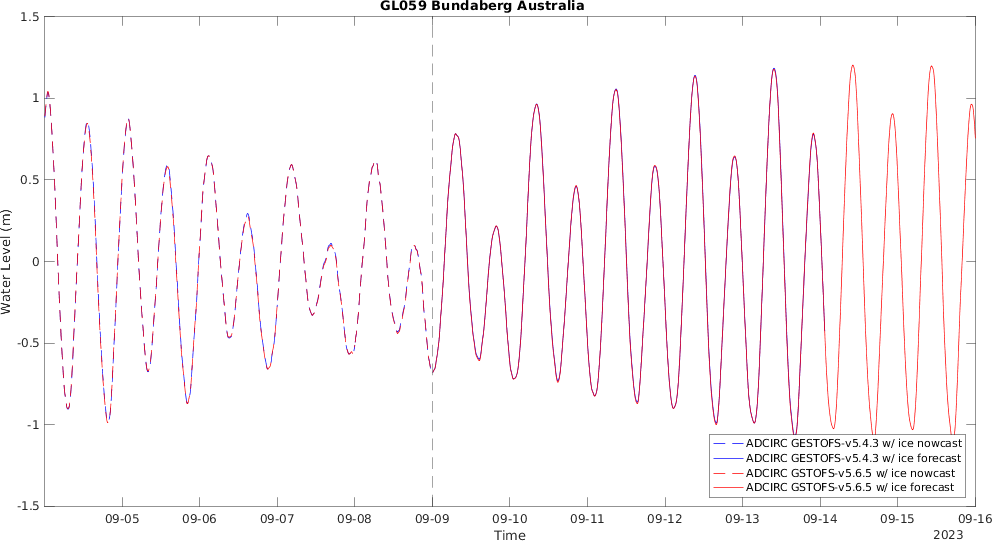 GL059 Bundaberg Australia
1.5
1
0.5
0
-0.5
-1
-1.5
Water Level (m)
ADCIRC GESTOFS-v5.4.3 w/ ice nowcast
ADCIRC GESTOFS-v5.4.3 w/ ice forecast
ADCIRC GSTOFS-v5.6.5 w/ ice nowcast
ADCIRC GSTOFS-v5.6.5 w/ ice forecast
09-05 09-06 09-07 09-08 09-09 09-10 09-11 09-12 09-13 09-14 09-15 09-16
Time
2023